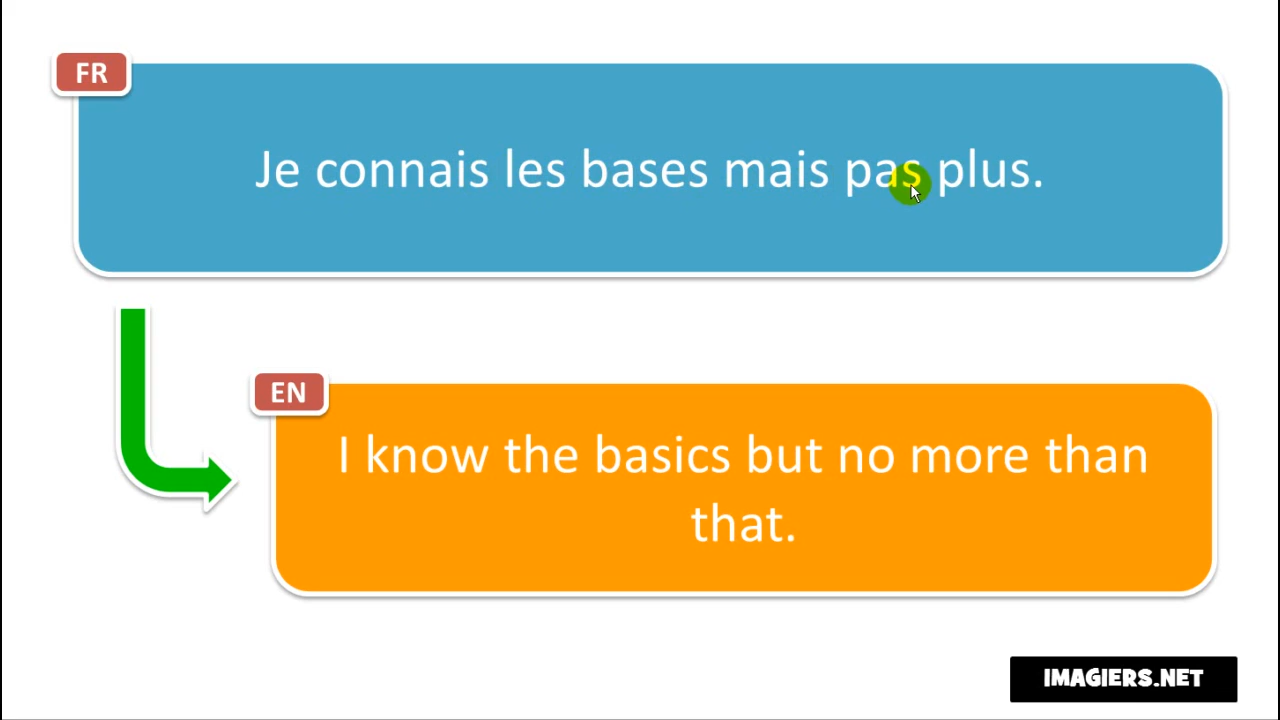 FR
Je connais les bases mais pas plus.
EN
I know the basics but no more than
that.
IMAGIERS.NET